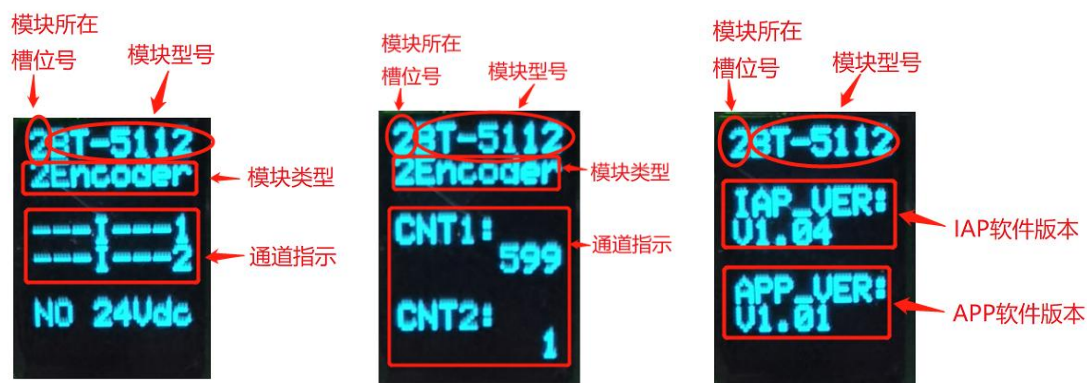 模块所在
槽位号
模块型号
2BT-5112
2Encoder
模块类型
---I---1
---I---2
通道指示
NO 24Vdc
模块所在
槽位号
模块型号
2BT-5112
2Encoder
模块类型
CNT1:
599
CNT2:
1
通道指示
模块所在
槽位号
模块型号
2BT-5112
IAP_VER:
V1.04
IAP软件版本
APP_VER:
V1.01
APP软件版本